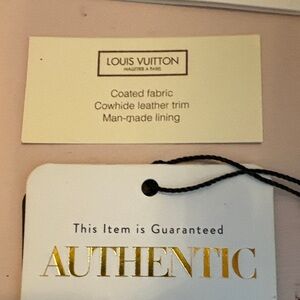 LOUIS VUITTON
MALLETIER A PARIS
Coated fabric
Cowhide leather trim
Man-made lining
This Item is Guaranteed
AUTHENTIC